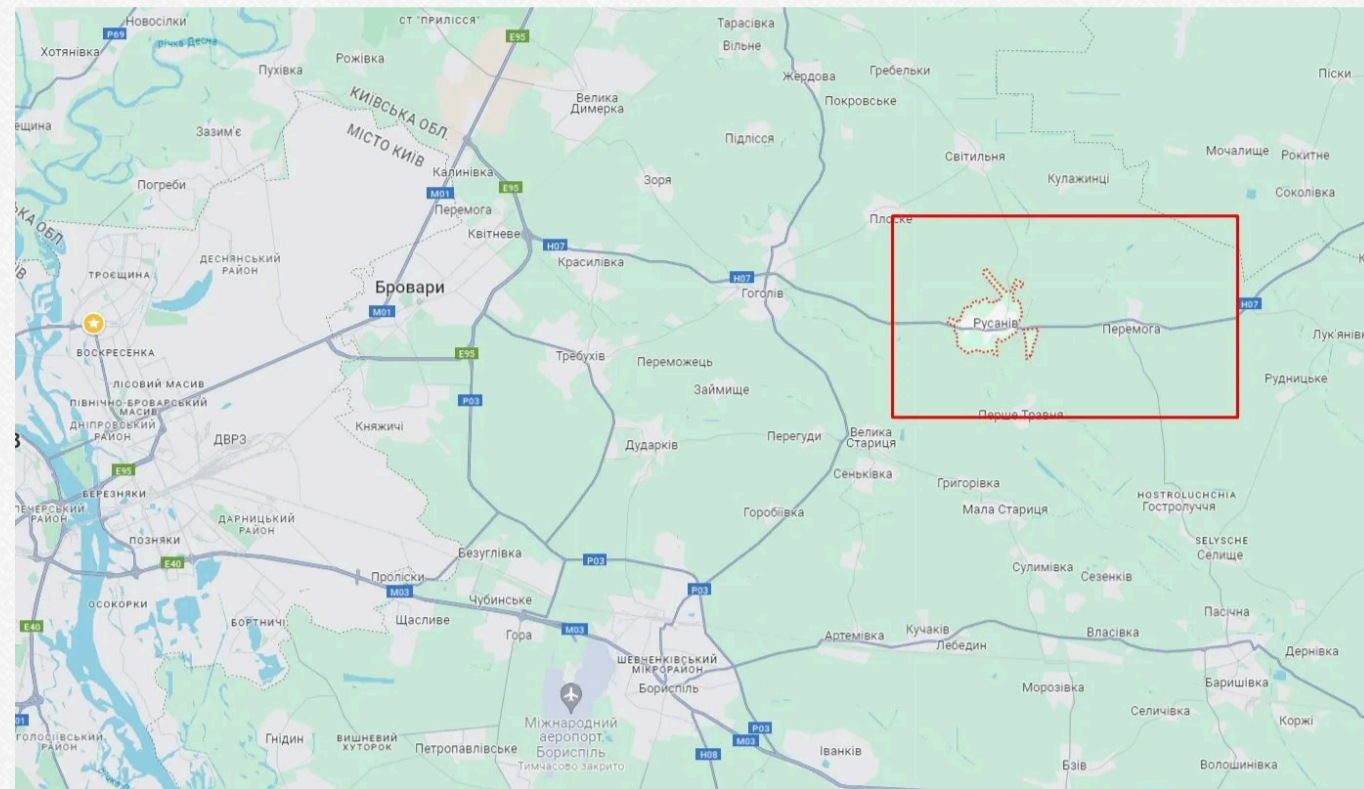 Новосілки
СТ "ПРИЛІССЯ"
Тарасівка
P69
E95
річка Десна
Вільне
Хотянівка
Рожівка
Пухівка
Жердова
Гребельки
Піски
КИЇВСЬКА ОБЛ.
МІСТО КИЇВ
Велика
Димерка
Покровське
Зазим'є
Підлісся
Світильня
Мочалище
Рокитне
Калинівка
Погреби
M01
E95
Зоря
Кулажинці
Соколівка
Перемога
Плоске
Квітневе
H07
ДЕСНЯНСЬКИЙ
РАЙОН
Красилівка
ТРОЄЩИНА
H07
Бровари
Гоголів
H07
M01
Русанів
Перемога
Требухів
E95
ВОСКРЕСЕНКА
Переможець
ЛІСОВИЙ МАСИВ
Займище
Рудницьке
ПІВНІЧНО-БРОВАРСЬКИЙ
МАСИВ
P03
Перше Травня
ДНІПРОВСЬКИЙ
РАЙОН
ДВРЗ
Княжичі
Дударків
Перегуди
Велика
Стариця
E95
Сеньківка
БЕРЕЗНЯКИ
Григорівка
HOSTROLUCHCHIA
Гостролуччя
ДАРНИЦЬКИЙ
РАЙОН
Горобіївка
Мала Стариця
ПОЗНЯКИ
SELYSCHE
Селище
Безуглівка
P03
E40
Проліски
M03
Сулимівка
Сезенків
ОСОКОРКИ
Чубинське
P03
БОРТНИЧІ
Щасливе
Пасічна
E40
Гора
M03
Артемівка
Кучаків
Власівка
Лебедин
Дернівка
ШЕВЧЕНКІВСЬКИЙ
МІКРОРАЙОН
Бориспіль
Морозівка
Баришівка
Міжнародний
аеропорт
Бориспіль
Тимчасово закрито
Селичівка
Коржі
P03
M03
H08
Гнідин
ВИШНЕВИЙ
ХУТОРОК
Петропавлівське
Іванків
Бзів
Волошинівка